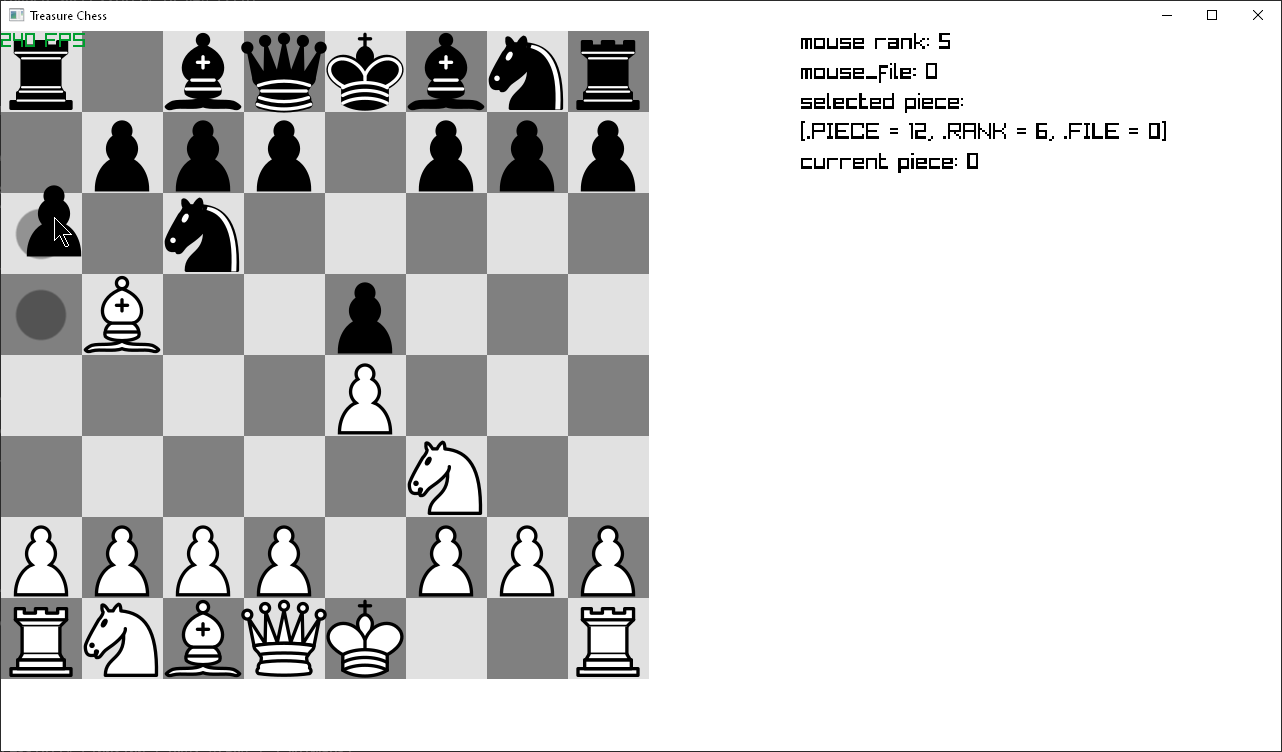 Treasure Chess
240 FPS
mouse rank: 5
mouse_file: 0
selected piece:
[.PIECE = 12, .RANK = 6, .FILE = 0]
current piece: 0